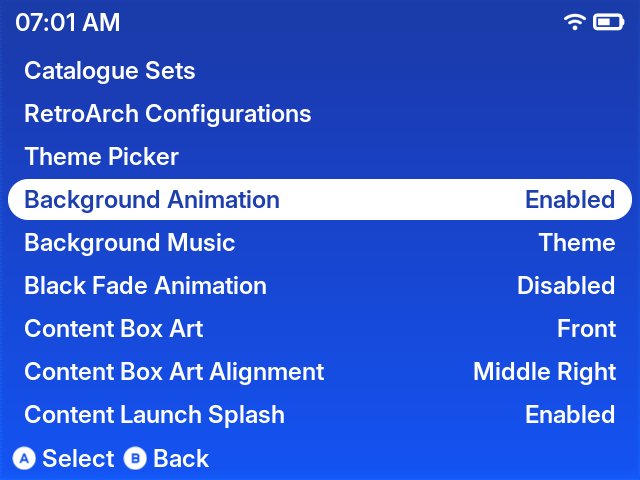 07:01 AM
Catalogue Sets
RetroArch Configurations
Theme Picker
Background Animation Enabled
Background Music Theme
Black Fade Animation Disabled
Content Box Art Front
Content Box Art Alignment Middle Right
Content Launch Splash Enabled
A Select B Back